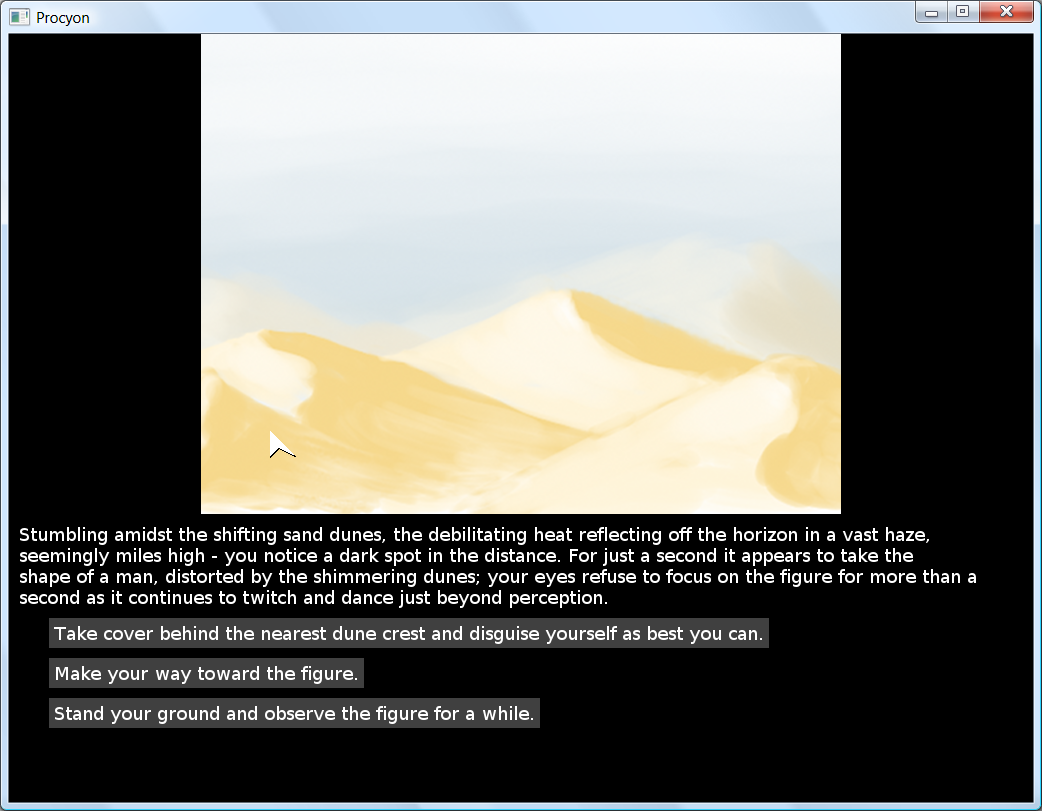 Procyon
Stumbling amidst the shifting sand dunes, the debilitating heat reflecting off the horizon in a vast haze,
seemingly miles high - you notice a dark spot in the distance. For just a second it appears to take the
shape of a man, distorted by the shimmering dunes; your eyes refuse to focus on the figure for more than a
second as it continues to twitch and dance just beyond perception.
Take cover behind the nearest dune crest and disguise yourself as best you can.
Make your way toward the figure.
Stand your ground and observe the figure for a while.